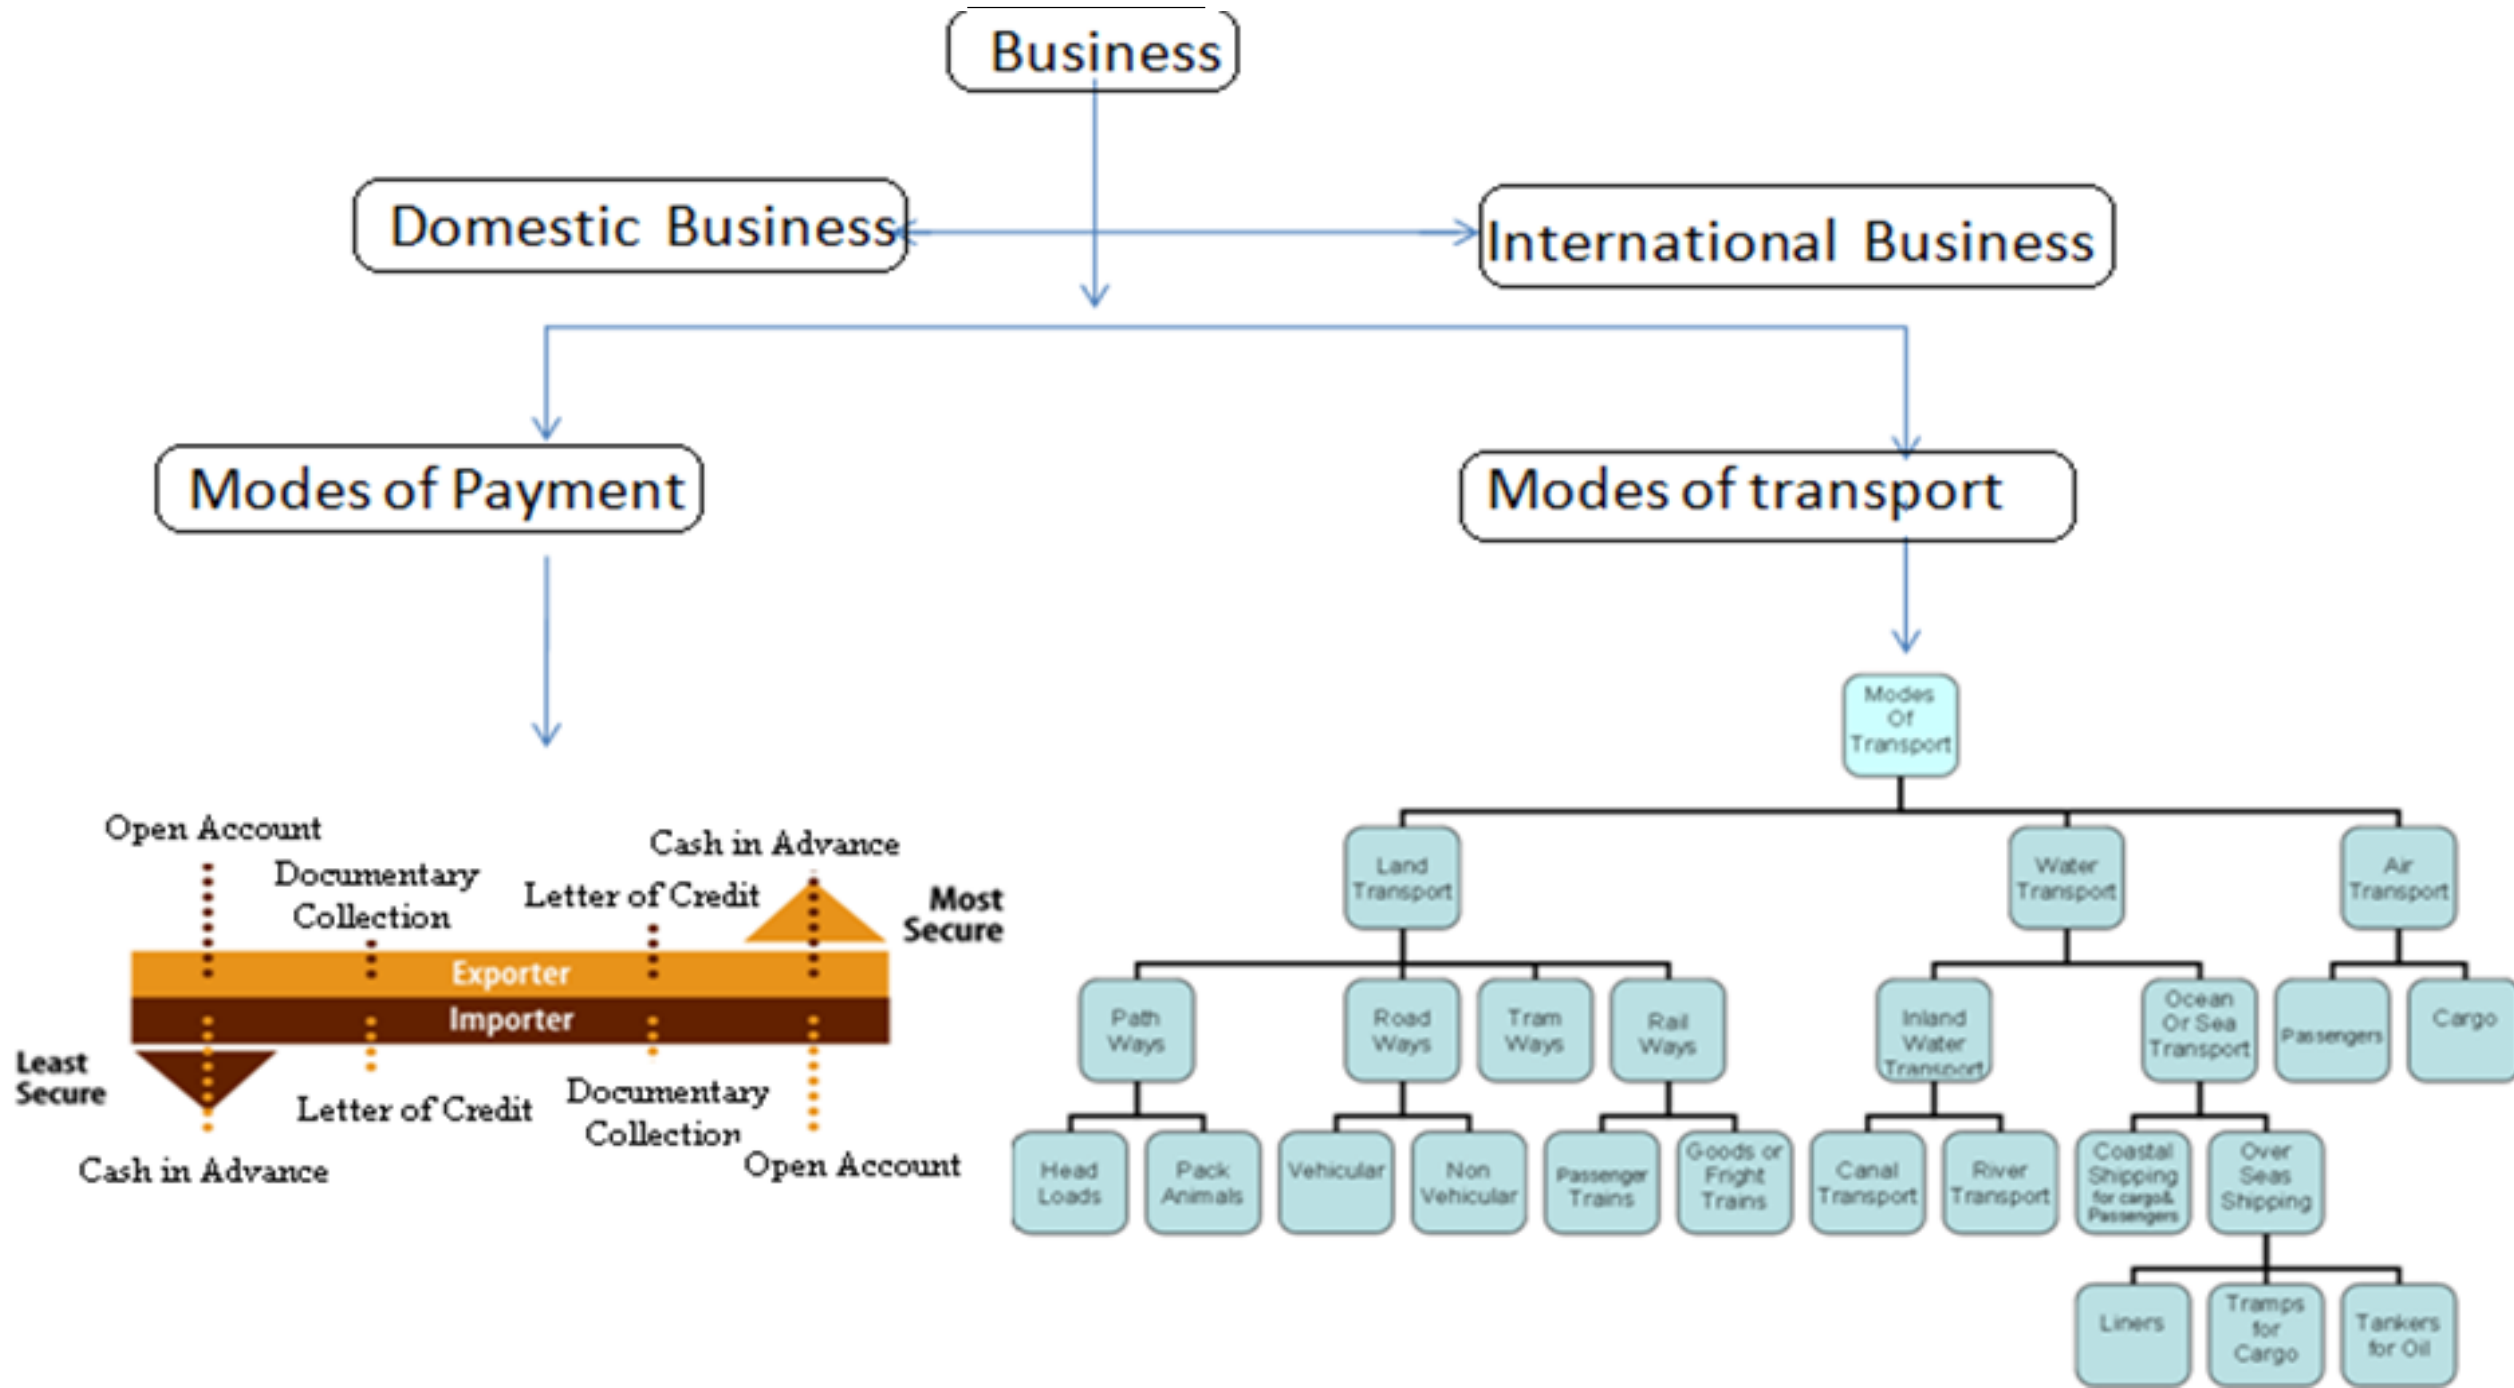 Business
Domestic Business
International Business
Modes of Payment
Modes of transport
Open Account
Documentary
Collection
Letter of Credit
Cash in Advance
Most
Secure
Exporter
Importer
Least
Secure
Cash in Advance
Letter of Credit
Documentary
Collection
Open Account
Modes
Of
Transport
Land
Transport
Water
Transport
Air
Transport
Path
Ways
Road
Ways
Tram
Ways
Rail
Ways
Inland
Water
Transport
Ocean
Or Sea
Transport
Passengers
Cargo
Head
Loads
Pack
Animals
Vehicular
Non
Vehicular
Passenger
Trains
Goods or
Fright
Trains
Canal
Transport
River
Transport
Coastal
Shipping
for cargo&
Passengers
Over
Seas
Shipping
Liners
Tramps
for
Cargo
Tankers
for Oil